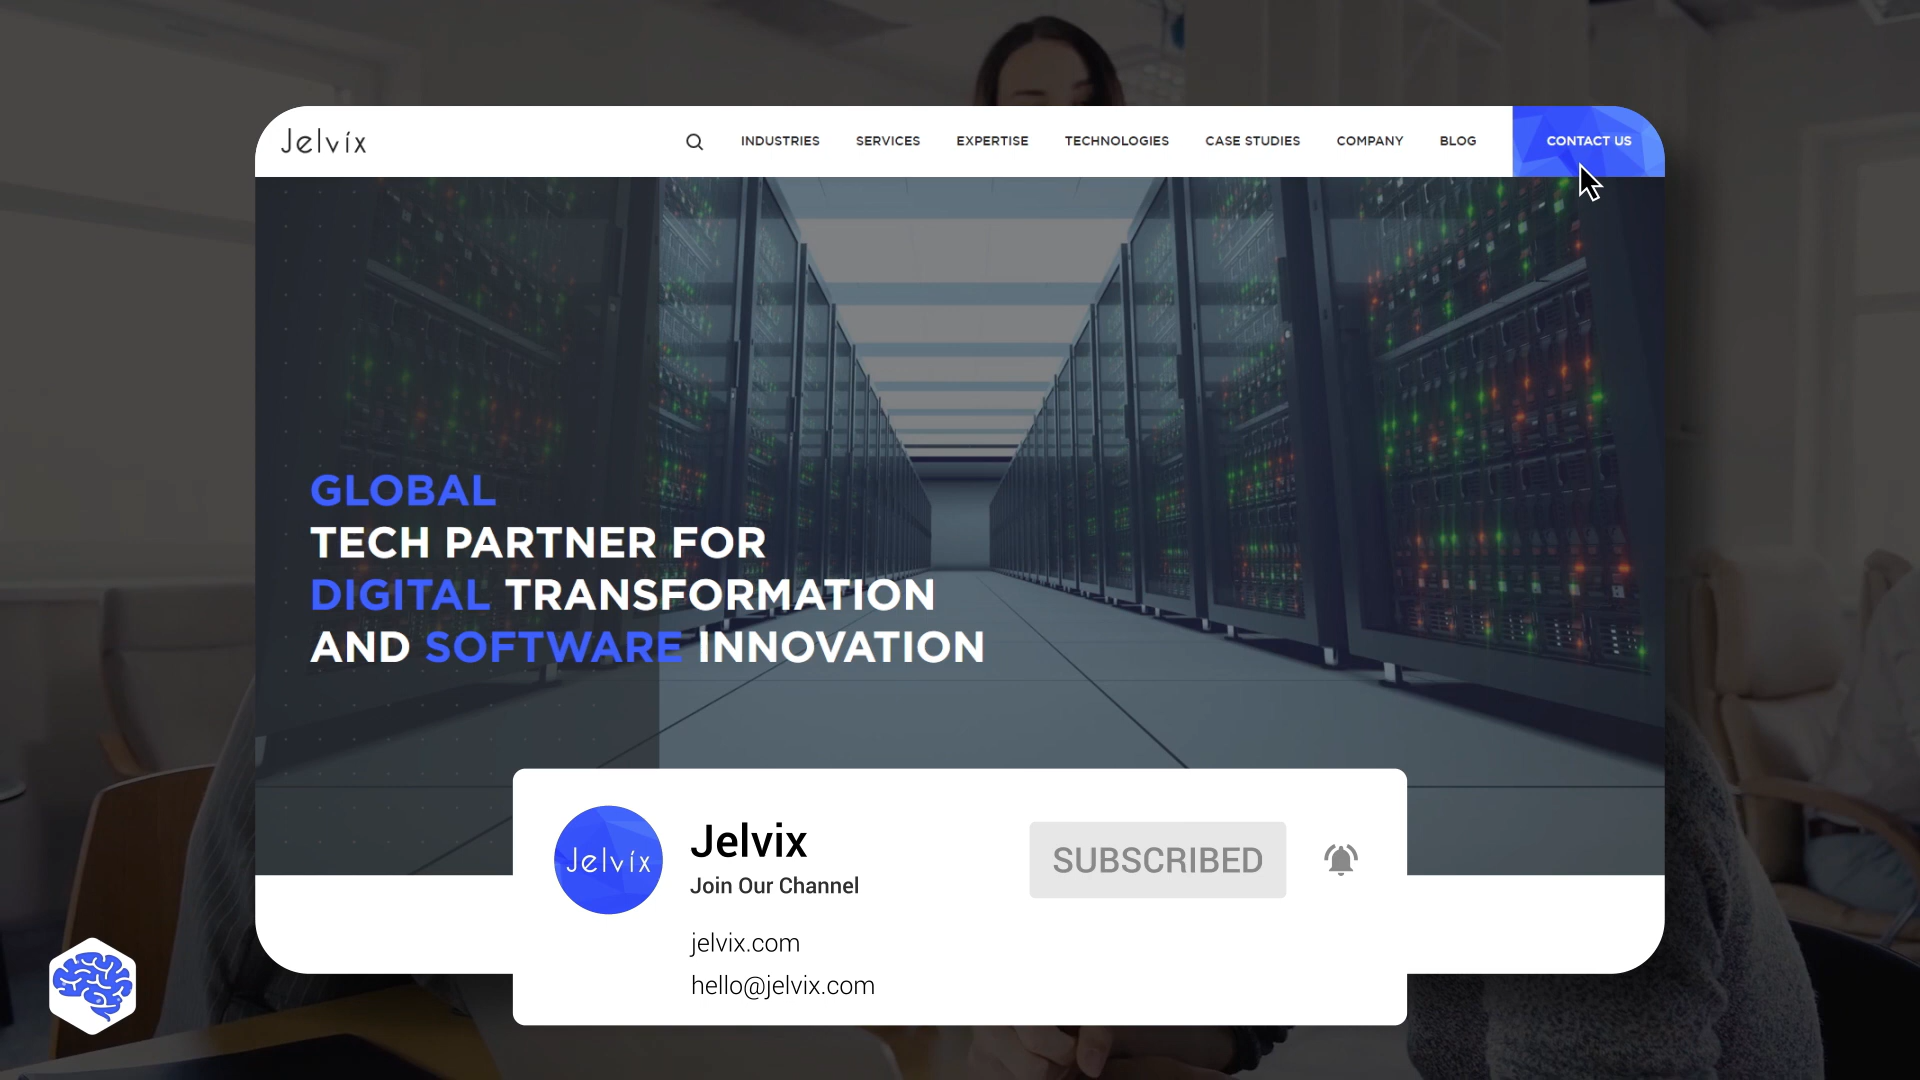 Jelvix
INDUSTRIES
SERVICES
EXPERTISE
TECHNOLOGIES
CASE STUDIES
COMPANY
BLOG
CONTACT US
GLOBAL
TECH PARTNER FOR
DIGITAL TRANSFORMATION
AND SOFTWARE INNOVATION
Jelvix
Jelvix
Join Our Channel
SUBSCRIBED
jelvix.com
hello@jelvix.com